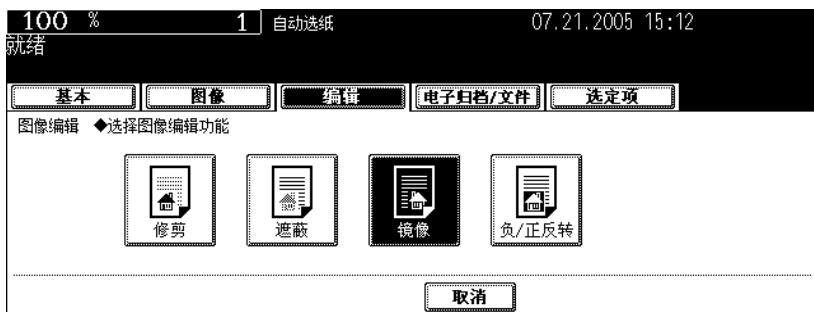 100 % 1 自动选纸 07.21.2005 15:12
就绪
基本 图像 编辑 电子归档/文件 选定项
图像编辑 ◆选择图像编辑功能
修剪 遮蔽 镜像 负/正反转
取消